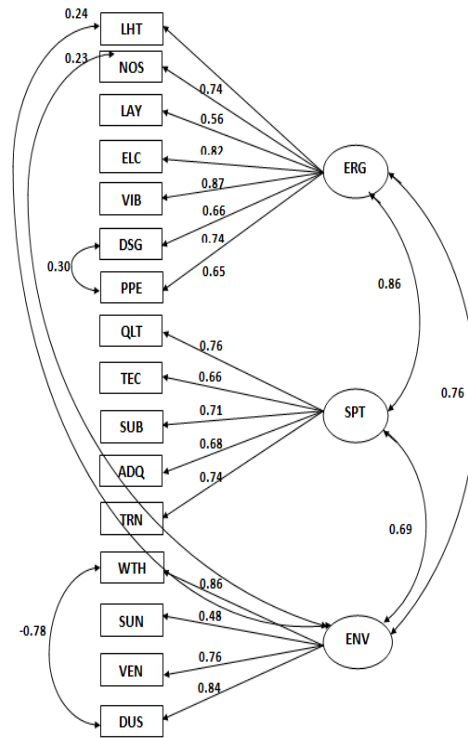 0.24
LHT
0.23
NOS
0.74
LAY
0.56
ELC
0.82
ERG
VIB
0.87
DSG
0.66
0.74
0.30
PPE
0.65
0.86
QLT
0.76
TEC
0.66
0.76
SUB
0.71
SPT
ADQ
0.68
0.74
TRN
0.69
WTH
0.86
SUN
0.48
-0.78
ENV
VEN
0.76
0.84
DUS